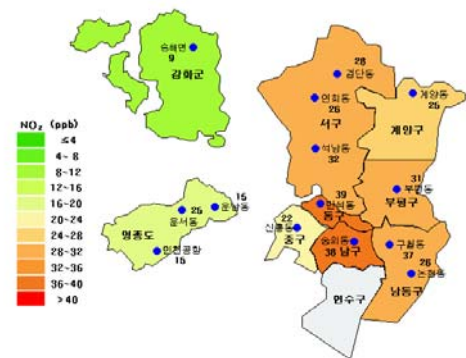 송해면
9
강화군
NO₂ (ppb)
≤4
4~ 8
8~12
12~16
16~20
20~24
24~28
28~32
32~36
36~40
>40
28
검단동
연희동
26
서구
석남동
32
계양동
25
계양구
31
부평동
부평구
39
만석동
동구
22
신흥동
중구
숭의동
38 남구
구월동
37
26
논현동
남동구
연수구
15
운남동
25
운서동
영종도
인천공항
15